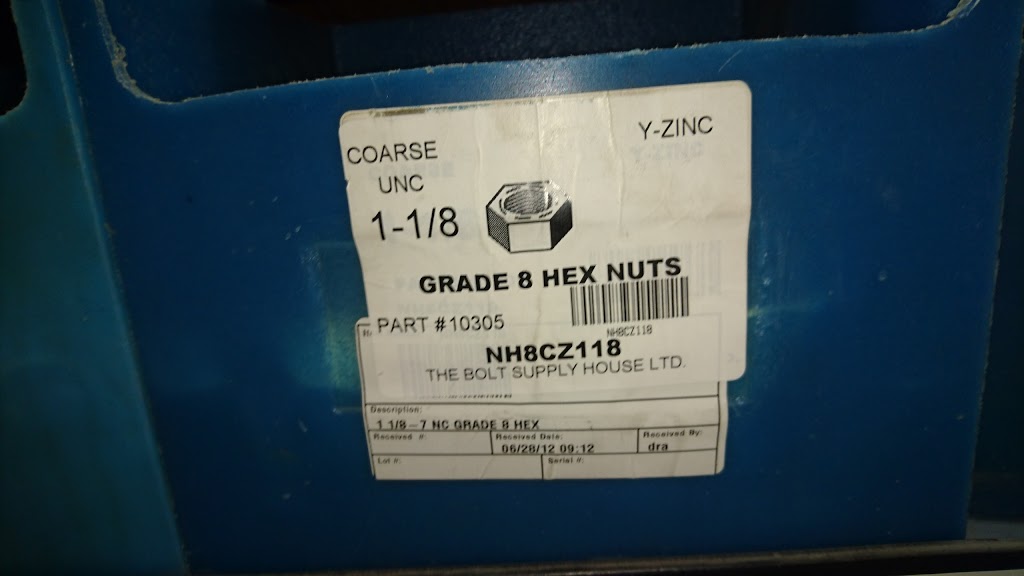 Y-ZINC
COARSE
UNC
1-1/8
GRADE 8 HEX NUTS
PART #10305
NH8CZ118
NH8CZ118
THE BOLT SUPPLY HOUSE LTD.
Description:
1 1/8-7 NC GRADE 8 HEX
Received #:
Received Date:
06/28/12 09:12
Received By:
dra
Lot #:
Serial #: